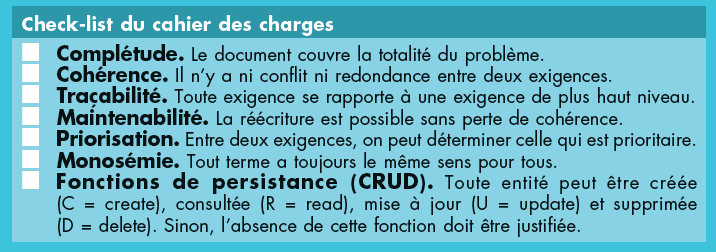 Check-list du cahier des charges
Complétude. Le document couvre la totalité du problème.
Cohérence. Il n'y a ni conflit ni redondance entre deux exigences.
Traçabilité. Toute exigence se rapporte à une exigence de plus haut niveau.
Maintenabilité. La réécriture est possible sans perte de cohérence.
Priorisation. Entre deux exigences, on peut déterminer celle qui est prioritaire.
Monosémie. Tout terme a toujours le même sens pour tous.
Fonctions de persistance (CRUD). Toute entité peut être créée
(C = create), consultée (R = read), mise à jour (U = update) et supprimée
(D = delete). Sinon, l'absence de cette fonction doit être justifiée.